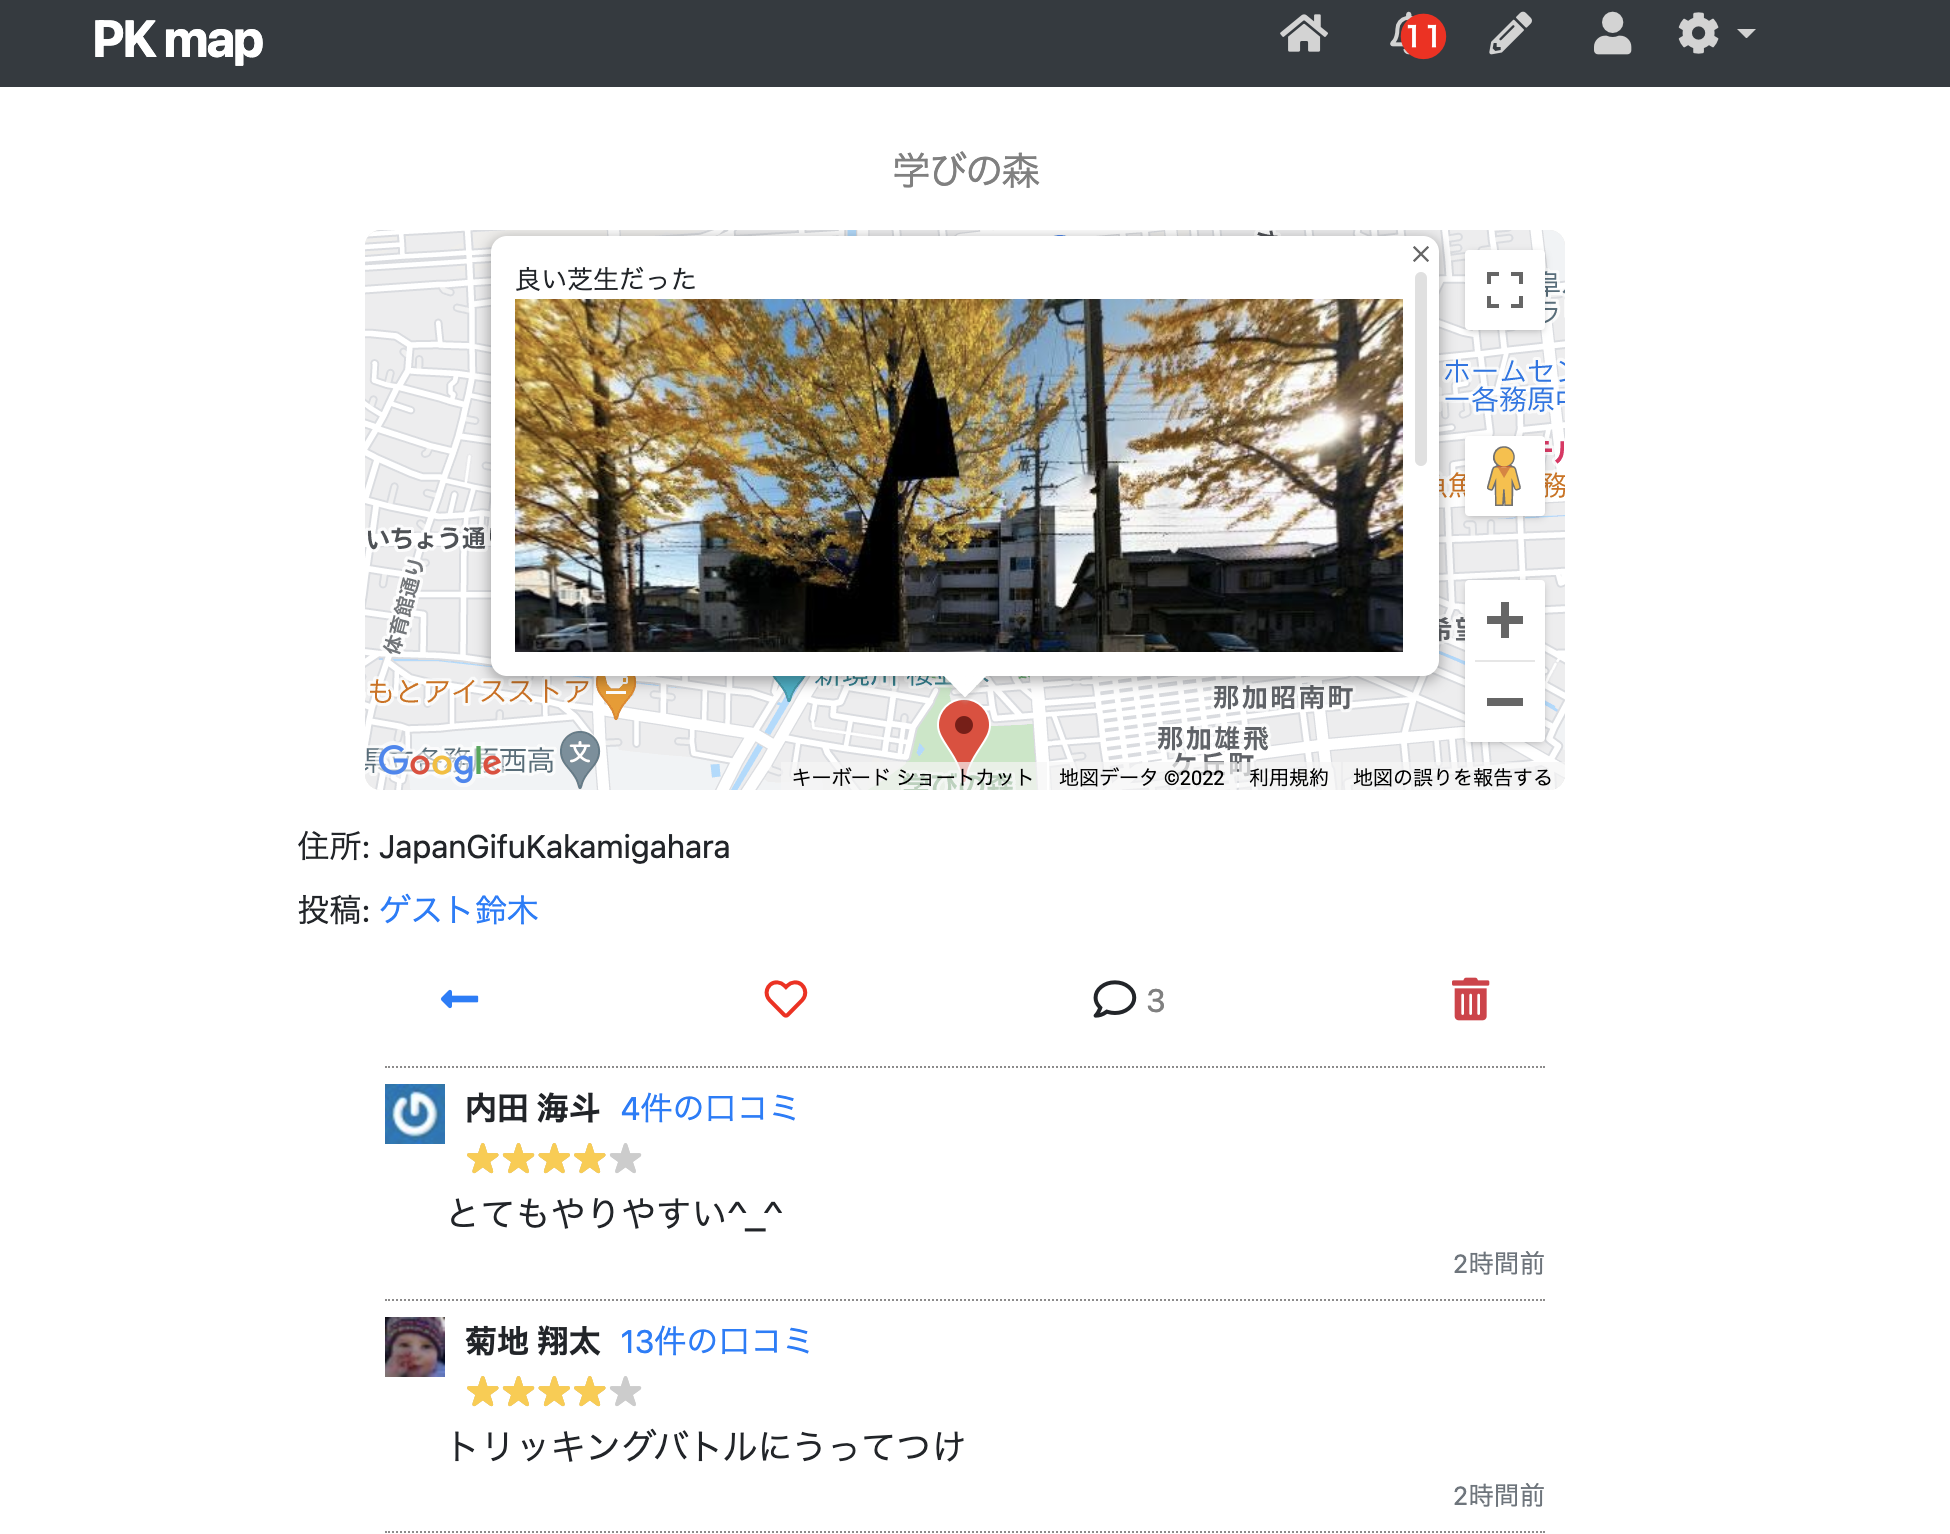 PK map
11
学びの森
良い芝生だった
ホームセン
ー各務原中
いちょう通り
体育館通り
もとアイスストア
那加昭南町
那加雄飛
ケ丘町
西高
Google
キーボード ショートカット
地図データ ©2022
利用規約
地図の誤りを報告する
住所: JapanGifuKakamigahara
投稿: ゲスト鈴木
3
内田 海斗 4件の口コミ
とてもやりやすい^_^
2時間前
菊地 翔太 13件の口コミ
トリッキングバトルにうってつけ
2時間前